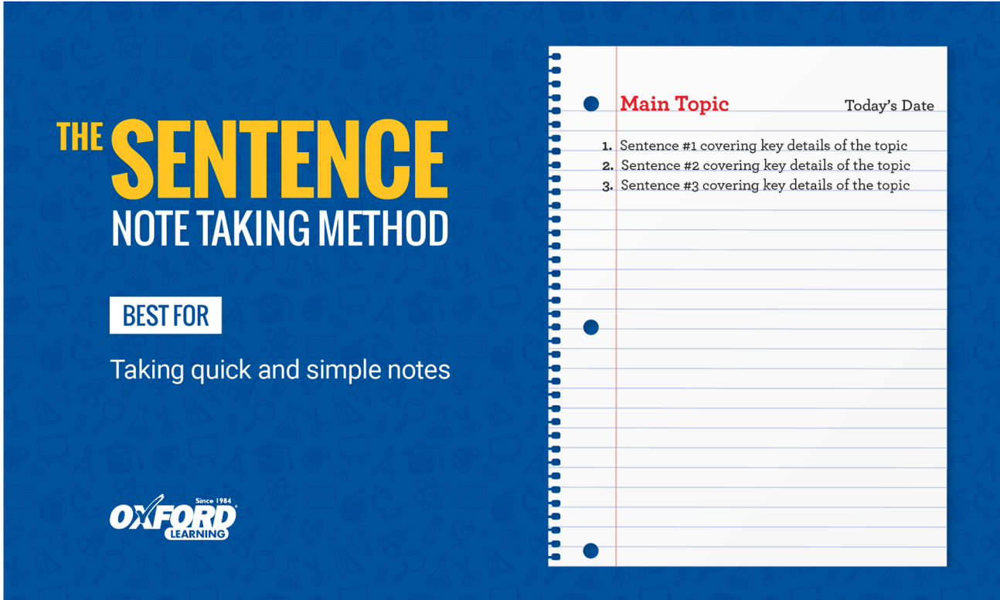 THE SENTENCE
NOTE TAKING METHOD
BEST FOR
Taking quick and simple notes
Since 1984
OXFORD
LEARNING
Main Topic
Today's Date
1. Sentence #1 covering key details of the topic
2. Sentence #2 covering key details of the topic
3. Sentence #3 covering key details of the topic